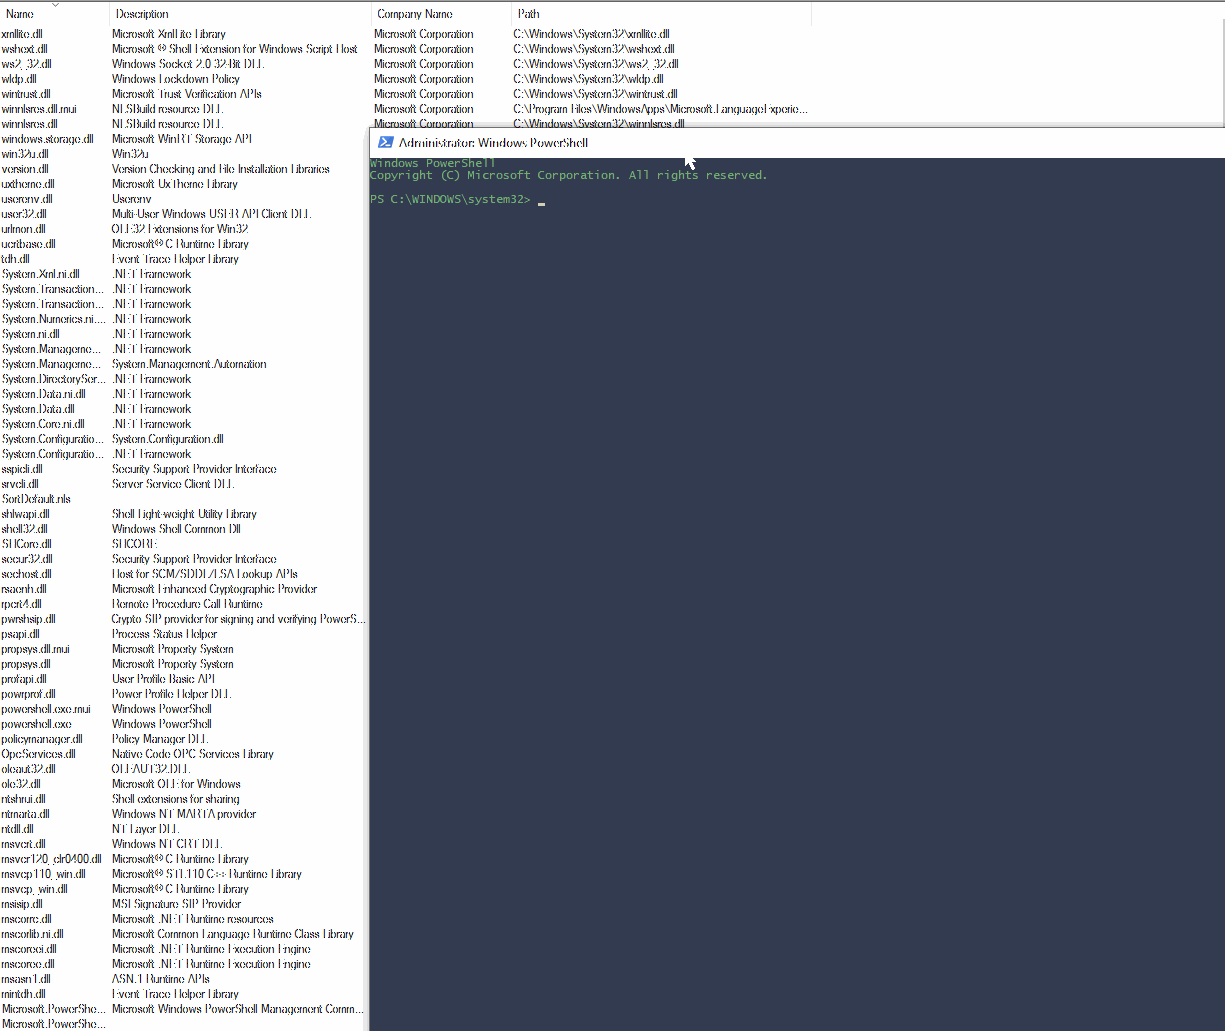 Name Description Company Name Path
xmllite.dll Microsoft XmlLite Library Microsoft Corporation C:\Windows\System32\xmllite.dll
wshext.dll Microsoft ® Shell Extension for Windows Script Host Microsoft Corporation C:\Windows\System32\wshext.dll
ws2_32.dll Windows Socket 2.0 32-Bit DLL Microsoft Corporation C:\Windows\System32\ws2_32.dll
wldp.dll Windows Lockdown Policy Microsoft Corporation C:\Windows\System32\wldp.dll
wintrust.dll Microsoft Trust Verification APIs Microsoft Corporation C:\Windows\System32\wintrust.dll
winnlsres.dll.mui NLSBuild resource DLL Microsoft Corporation C:\Program Files\WindowsApps\Microsoft.LanguageExperie...
winnlsres.dll NLSBuild resource DLL Microsoft Corporation C:\Windows\System32\winnlsres.dll
windows.storage.dll Microsoft WinRT Storage API
Administrator: Windows PowerShell
win32u.dll Win32u
Windows PowerShell
version.dll Version Checking and File Installation Libraries
Copyright (C) Microsoft Corporation. All rights reserved.
uxtheme.dll Microsoft UxTheme Library
userenv.dll Userenv
PS C:\WINDOWS\system32> _
user32.dll Multi-User Windows USER API Client DLL
urlmon.dll OLE32 Extensions for Win32
ucrtbase.dll Microsoft® C Runtime Library
tdh.dll Event Trace Helper Library
System.Xml.ni.dll .NET Framework
System.Transaction... .NET Framework
System.Transaction... .NET Framework
System.Numerics.ni.... .NET Framework
System.ni.dll .NET Framework
System.Manageme... .NET Framework
System.Manageme... System.Management.Automation
System.DirectorySer... .NET Framework
System.Data.ni.dll .NET Framework
System.Data.dll .NET Framework
System.Core.ni.dll .NET Framework
System.Configuratio... System.Configuration.dll
System.Configuratio... .NET Framework
sspicli.dll Security Support Provider Interface
srvcli.dll Server Service Client DLL
SortDefault.nls
shlwapi.dll Shell Light-weight Utility Library
shell32.dll Windows Shell Common Dll
SHCore.dll SHCORE
secur32.dll Security Support Provider Interface
sechost.dll Host for SCM/SDDL/LSA Lookup APIs
rsaenh.dll Microsoft Enhanced Cryptographic Provider
rpcrt4.dll Remote Procedure Call Runtime
pwrshsip.dll Crypto SIP provider for signing and verifying PowerS...
psapi.dll Process Status Helper
propsys.dll.mui Microsoft Property System
propsys.dll Microsoft Property System
profapi.dll User Profile Basic API
powrprof.dll Power Profile Helper DLL
powershell.exe.mui Windows PowerShell
powershell.exe Windows PowerShell
policymanager.dll Policy Manager DLL
OpcServices.dll Native Code OPC Services Library
oleaut32.dll OLEAUT32.DLL
ole32.dll Microsoft OLE for Windows
ntshrui.dll Shell extensions for sharing
ntmarta.dll Windows NT MARTA provider
ntdll.dll NT Layer DLL
msvcrt.dll Windows NT CRT DLL
msvcr120_clr0400.dll Microsoft® C Runtime Library
msvcp110_win.dll Microsoft® STL110 C++ Runtime Library
msvcp_win.dll Microsoft® C Runtime Library
msisip.dll MSI Signature SIP Provider
mscorrc.dll Microsoft .NET Runtime resources
mscorlib.ni.dll Microsoft Common Language Runtime Class Library
mscoreei.dll Microsoft .NET Runtime Execution Engine
mscoree.dll Microsoft .NET Runtime Execution Engine
msasn1.dll ASN.1 Runtime APIs
mintdh.dll Event Trace Helper Library
Microsoft.PowerShe... Microsoft Windows PowerShell Management Comm...
Microsoft.PowerShe...